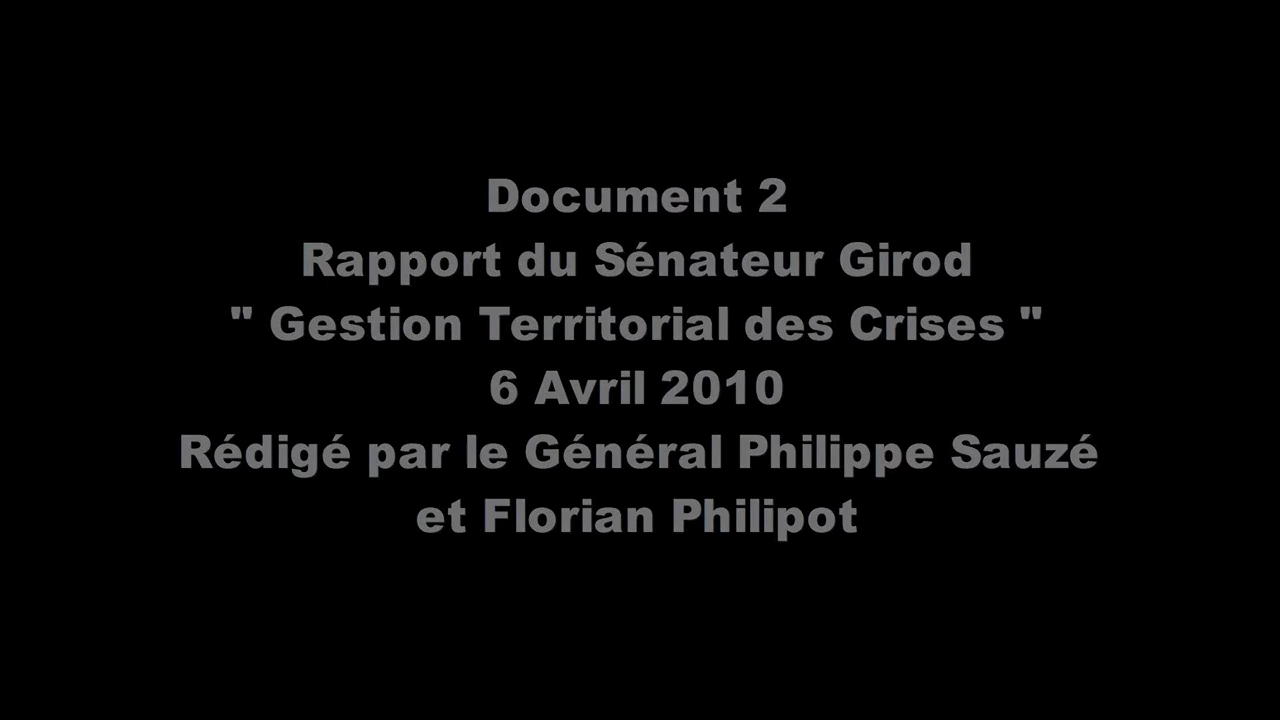 Document 2
Rapport du Sénateur Girod
" Gestion Territorial des Crises "
6 Avril 2010
Rédigé par le Général Philippe Sauzé
et Florian Philipot